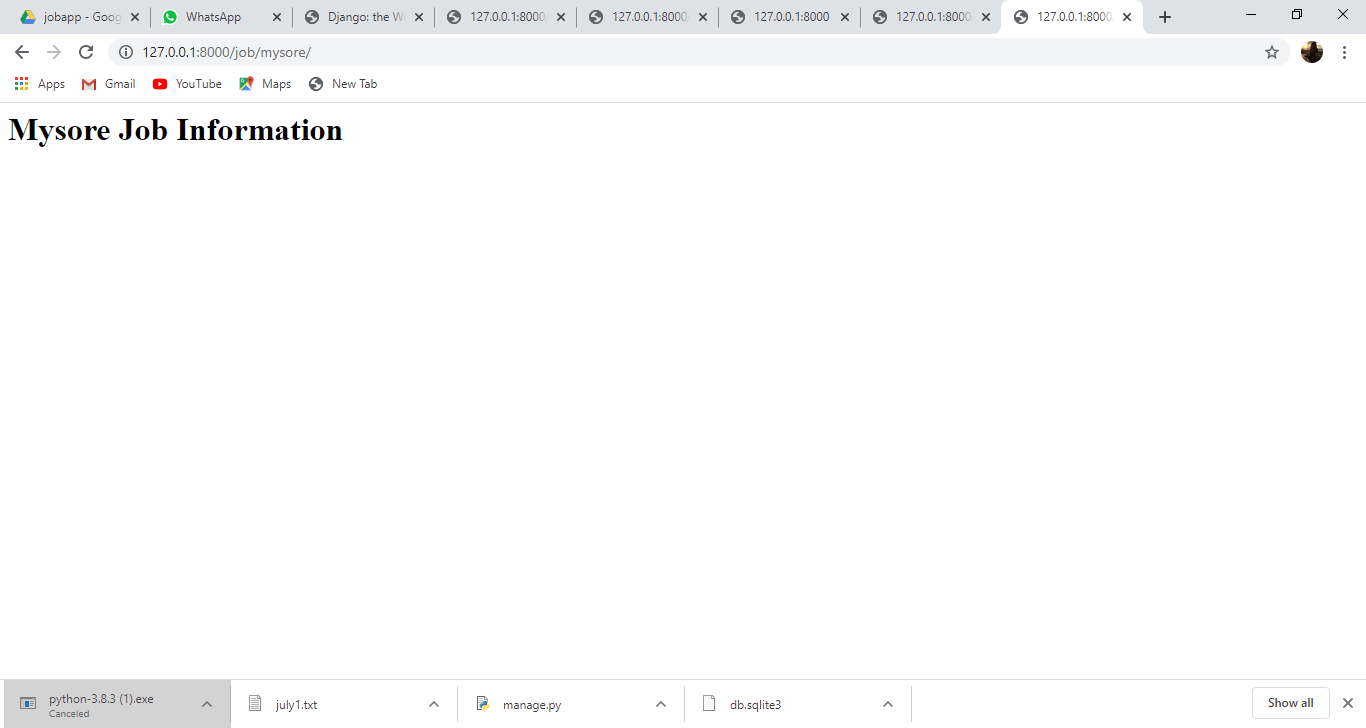 jobapp - Goog
WhatsApp
Django: the W
127.0.0.1:8000
127.0.0.1:8000
127.0.0.1:8000
127.0.0.1:8000
127.0.0.1:8000
127.0.0.1:8000/job/mysore/
Apps Gmail YouTube Maps New Tab
Mysore Job Information
python-3.8.3 (1).exe
Canceled
july1.txt
manage.py
db.sqlite3
Show all